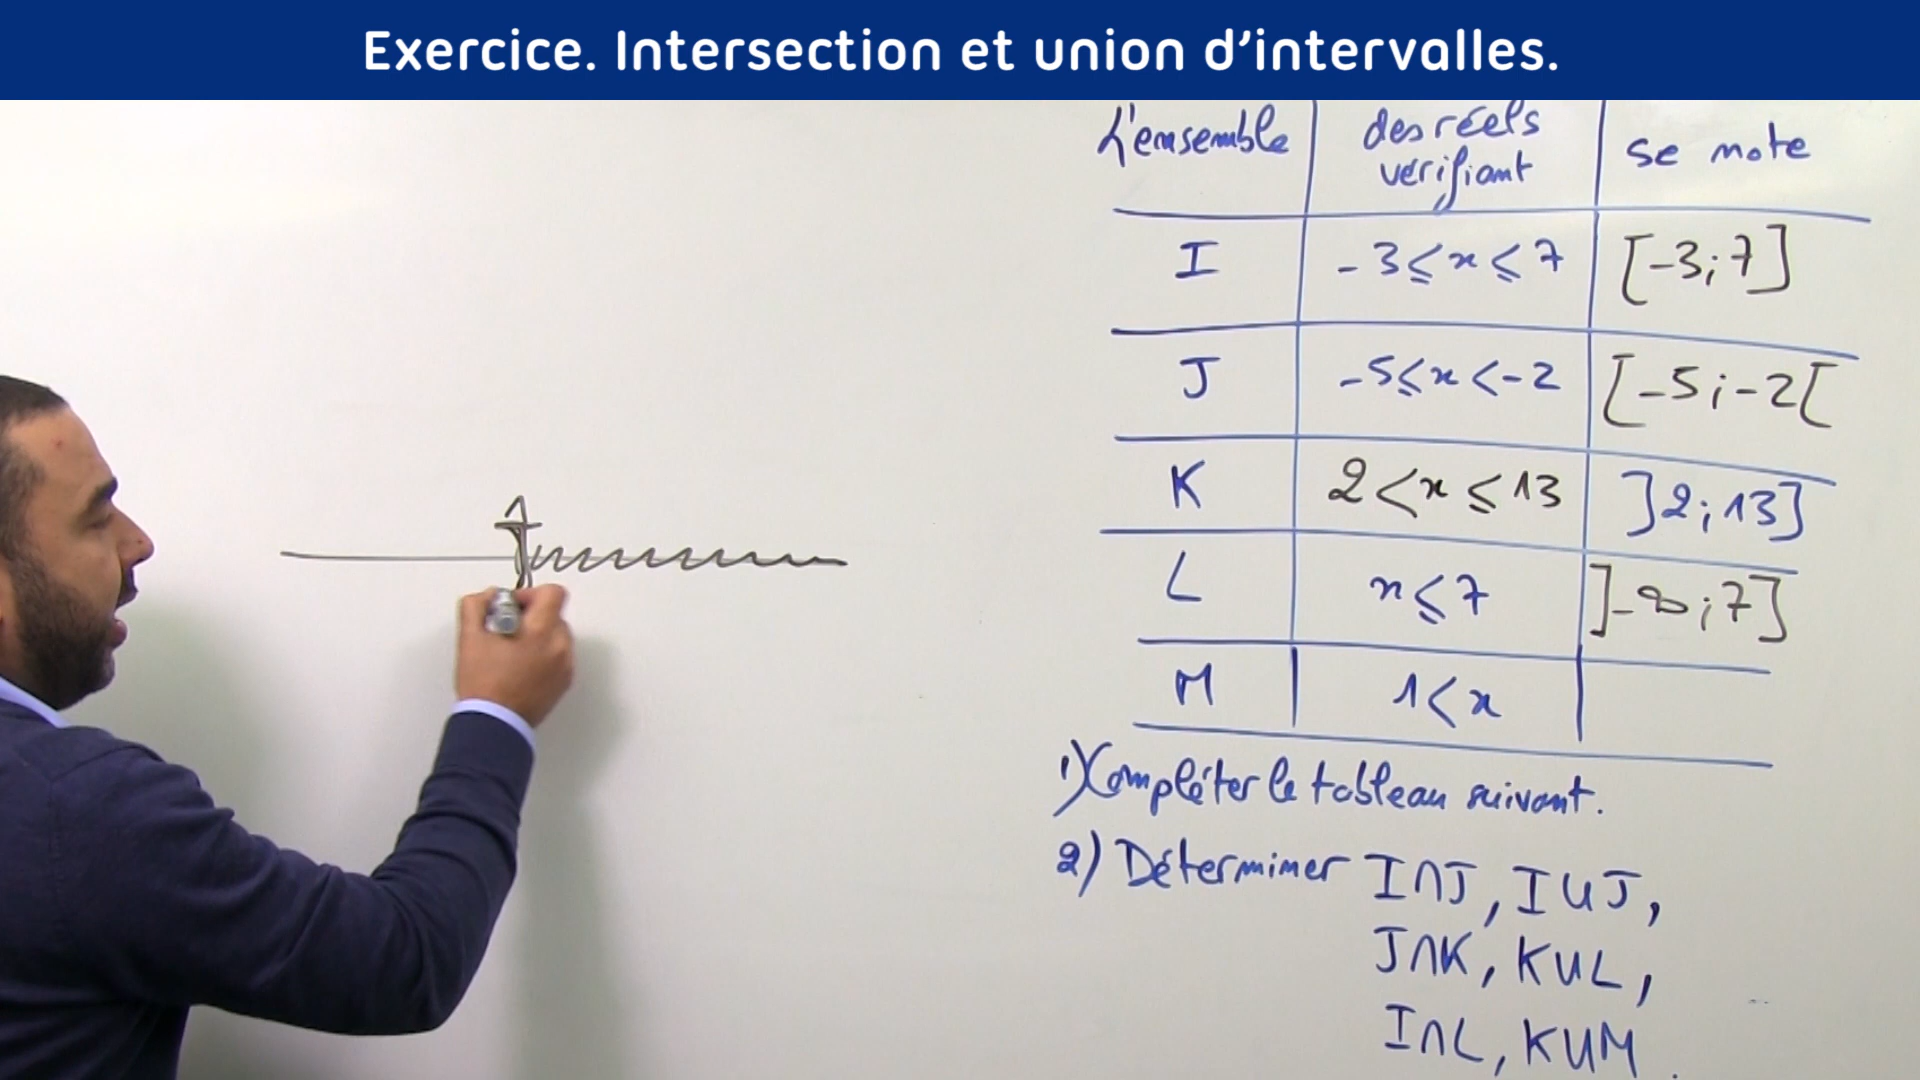 Exercice. Intersection et union d’intervalles.
L'ensemble | des réels vérifiant | se note
I | -3 ≤ x ≤ 7 | [-3;7]
J | -5 ≤ x < -2 | [-5;-2[
K | 2 < x ≤ 13 | ]2;13]
L | x ≤ 7 | ]-∞;7]
M | 1 < x
1
1) Compléter le tableau suivant.
2) Déterminer I∩J, I∪J,
J∩K, K∪L,
I∩L, K∪M.